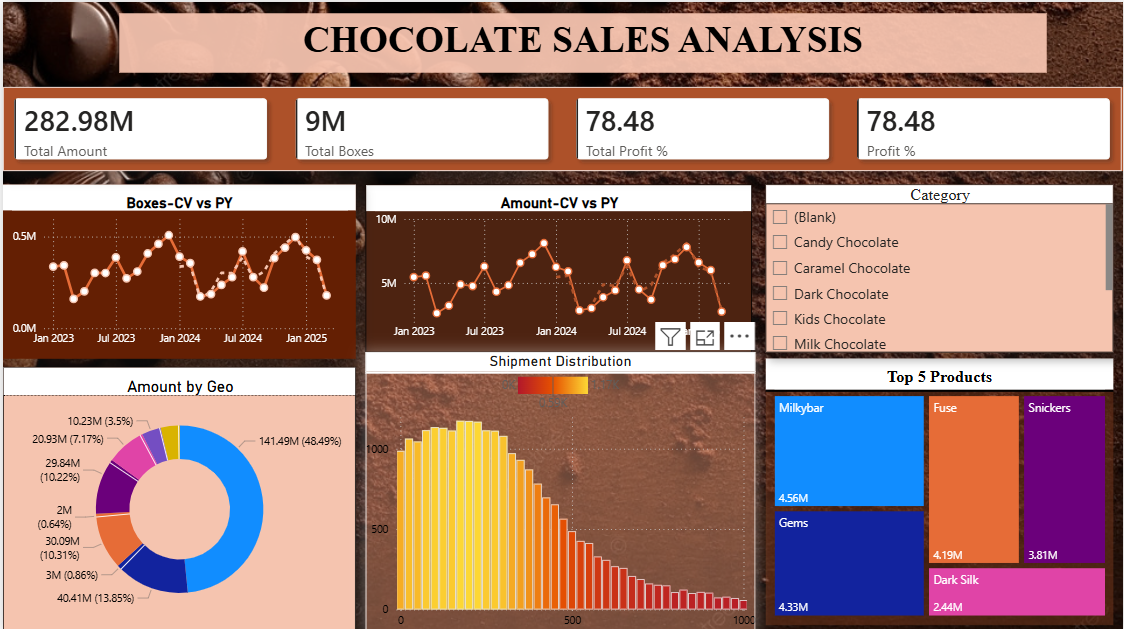 CHOCOLATE SALES ANALYSIS
282.98M
Total Amount
9M
Total Boxes
78.48
Total Profit %
78.48
Profit %
Boxes-CV vs PY
0.5M
0.0M
Jan 2023
Jul 2023
Jan 2024
Jul 2024
Jan 2025
Amount-CV vs PY
10M
5M
Jan 2023
Jul 2023
Jan 2024
Jul 2024
Category
(Blank)
Candy Chocolate
Caramel Chocolate
Dark Chocolate
Kids Chocolate
Milk Chocolate
Amount by Geo
10.23M (3.5%)
20.93M (7.17%)
29.84M
(10.22%)
2M
(0.64%)
30.09M
(10.31%)
3M (0.86%)
40.41M (13.85%)
141.49M (48.49%)
Shipment Distribution
1000
500
0
0
500
1000
Top 5 Products
Milkybar
4.56M
Gems
4.33M
Fuse
4.19M
Snickers
3.81M
Dark Silk
2.44M